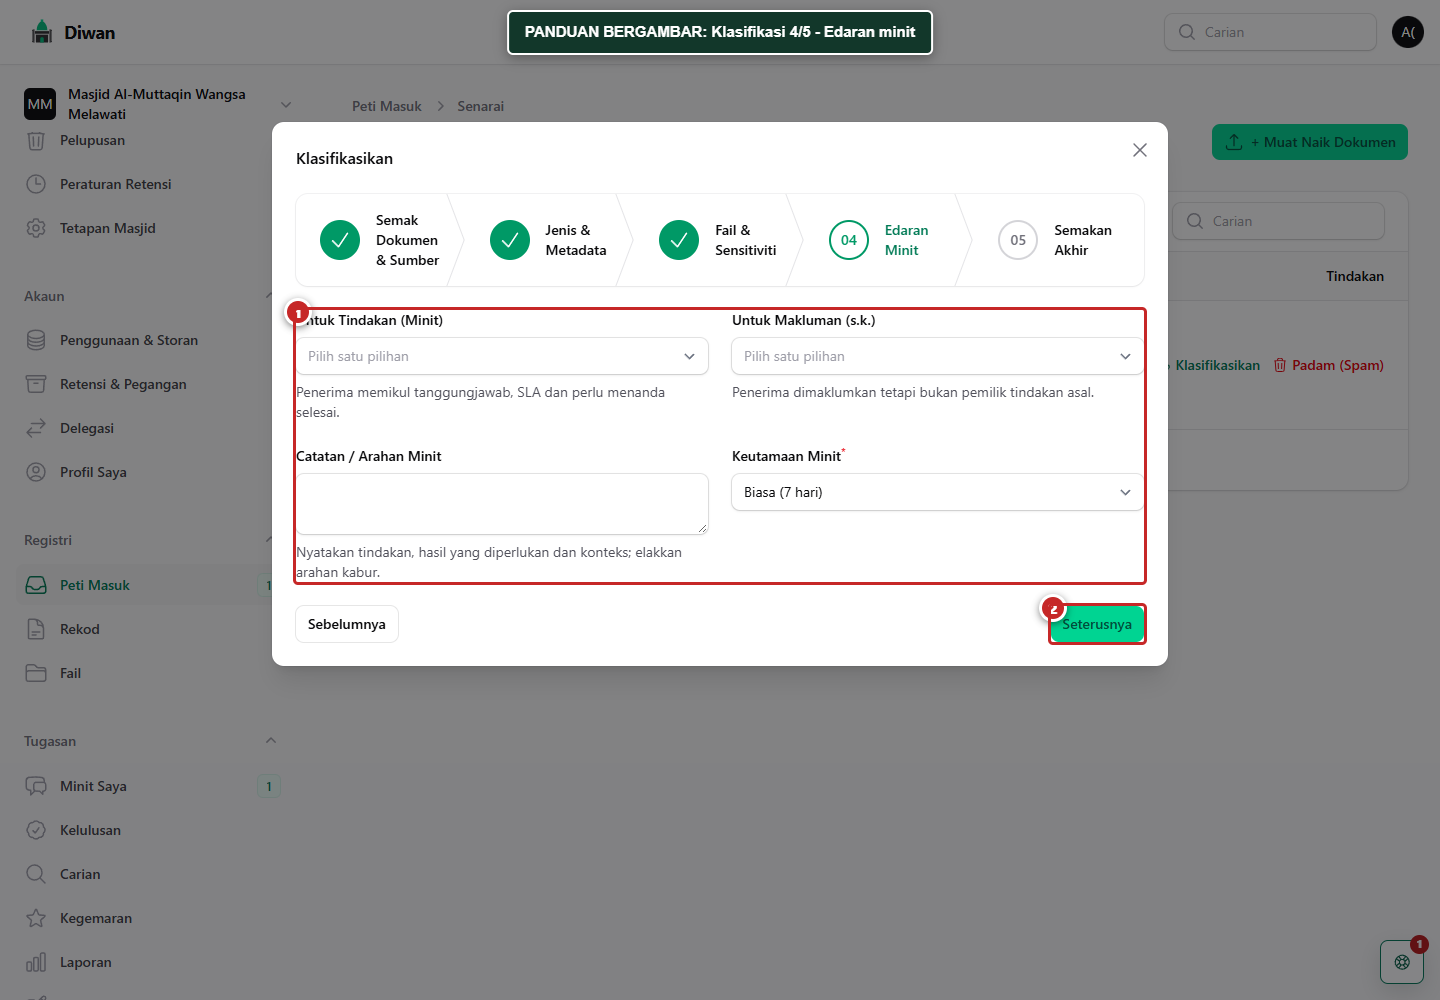 Diwan
PANDUAN BERGAMBAR: Klasifikasi 4/5 - Edaran minit
Carian
A(
MM
Masjid Al-Muttaqin Wangsa
Melawati
Peti Masuk > Senarai
+ Muat Naik Dokumen
Pelupusan
Peraturan Retensi
Tetapan Masjid
Akaun
Penggunaan & Storan
Retensi & Pegangan
Delegasi
Profil Saya
Registri
Peti Masuk 1
Rekod
Fail
Tugasan
Minit Saya 1
Kelulusan
Carian
Kegemaran
Laporan
Carian
Tindakan
Klasifikasikan
Padam (Spam)
Klasifikasikan
Semak
Dokumen
& Sumber
Jenis &
Metadata
Fail &
Sensitiviti
04
Edaran
Minit
05
Semakan
Akhir
1
ntuk Tindakan (Minit)
Pilih satu pilihan
Penerima memikul tanggungjawab, SLA dan perlu menanda
selesai.
Untuk Makluman (s.k.)
Pilih satu pilihan
Penerima dimaklumkan tetapi bukan pemilik tindakan asal.
Catatan / Arahan Minit
Nyatakan tindakan, hasil yang diperlukan dan konteks; elakkan
arahan kabur.
Keutamaan Minit*
Biasa (7 hari)
Sebelumnya
2
Seterusnya
1